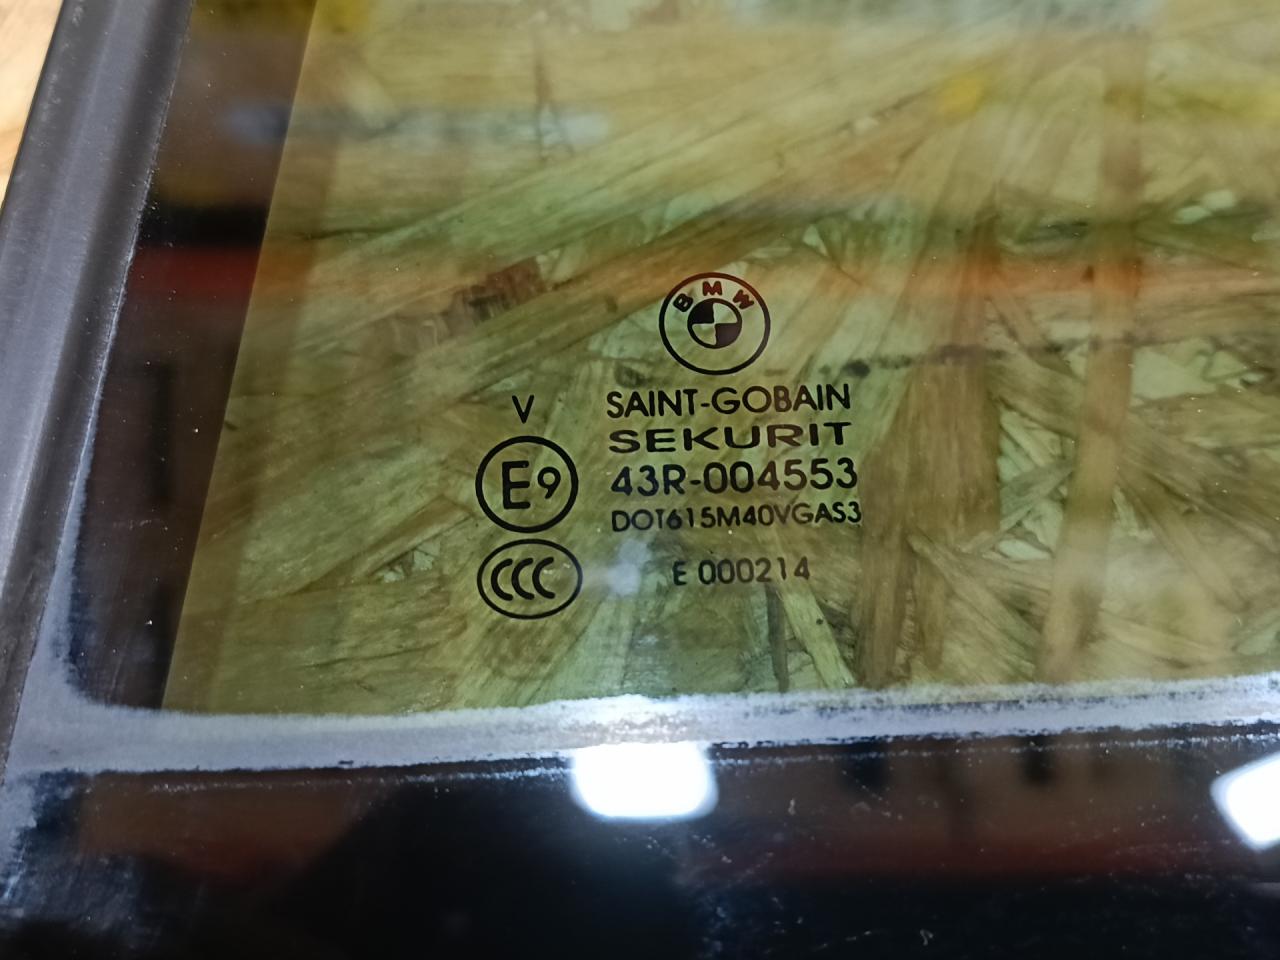 BMW
SAINT-GOBAIN
SEKURIT
V
E9
43R-004553
DOT615M40VGAS3
CCC
E 000214